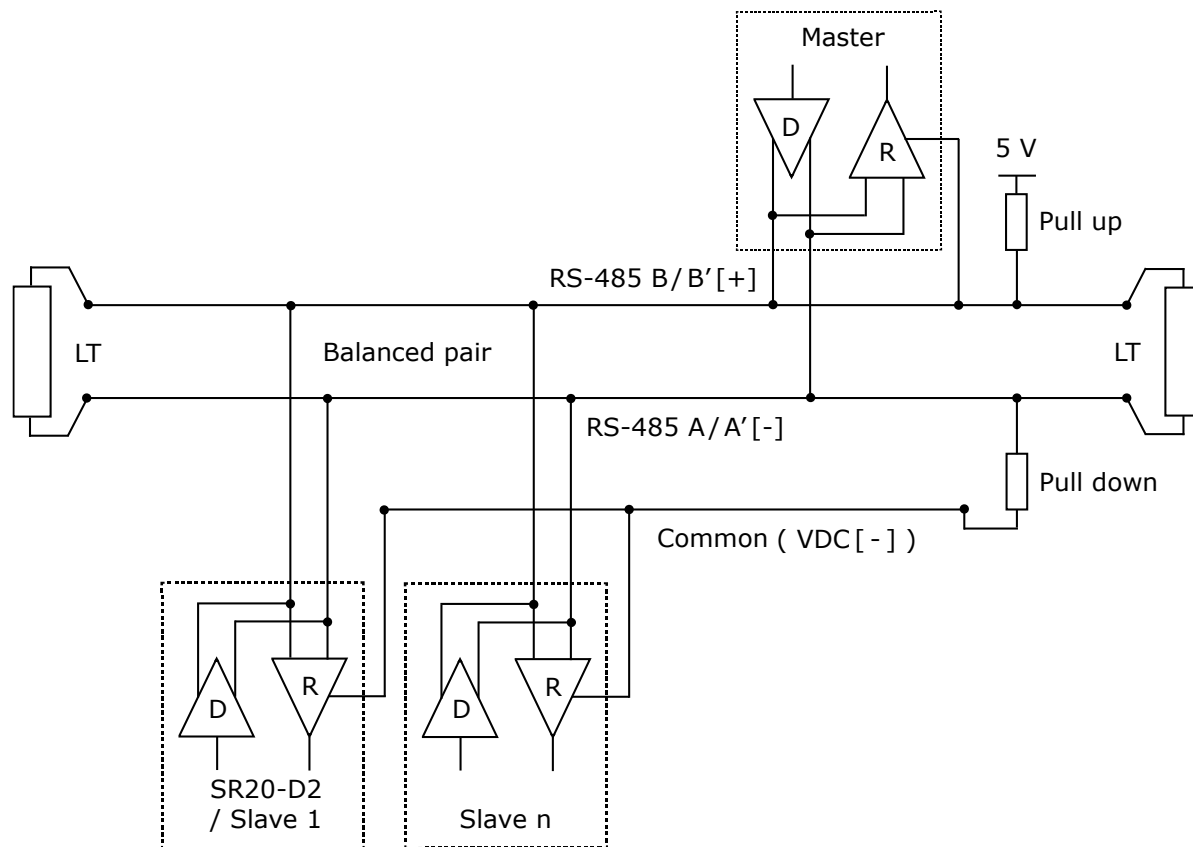 Master
D
R
5 V
Pull up
RS-485 B/B’[+]
LT
Balanced pair
LT
RS-485 A/A’[-]
Pull down
Common ( VDC[-] )
D
R
D
R
SR20-D2
/ Slave 1
Slave n